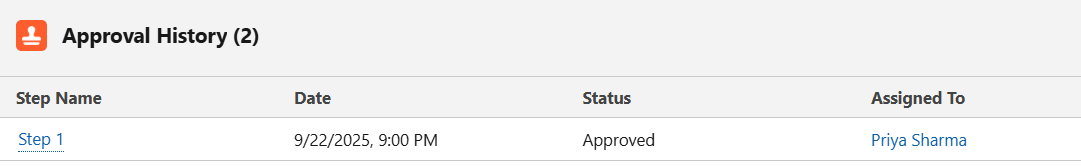 Approval History (2)
Step Name Date Status Assigned To
Step 1 9/22/2025, 9:00 PM Approved Priya Sharma